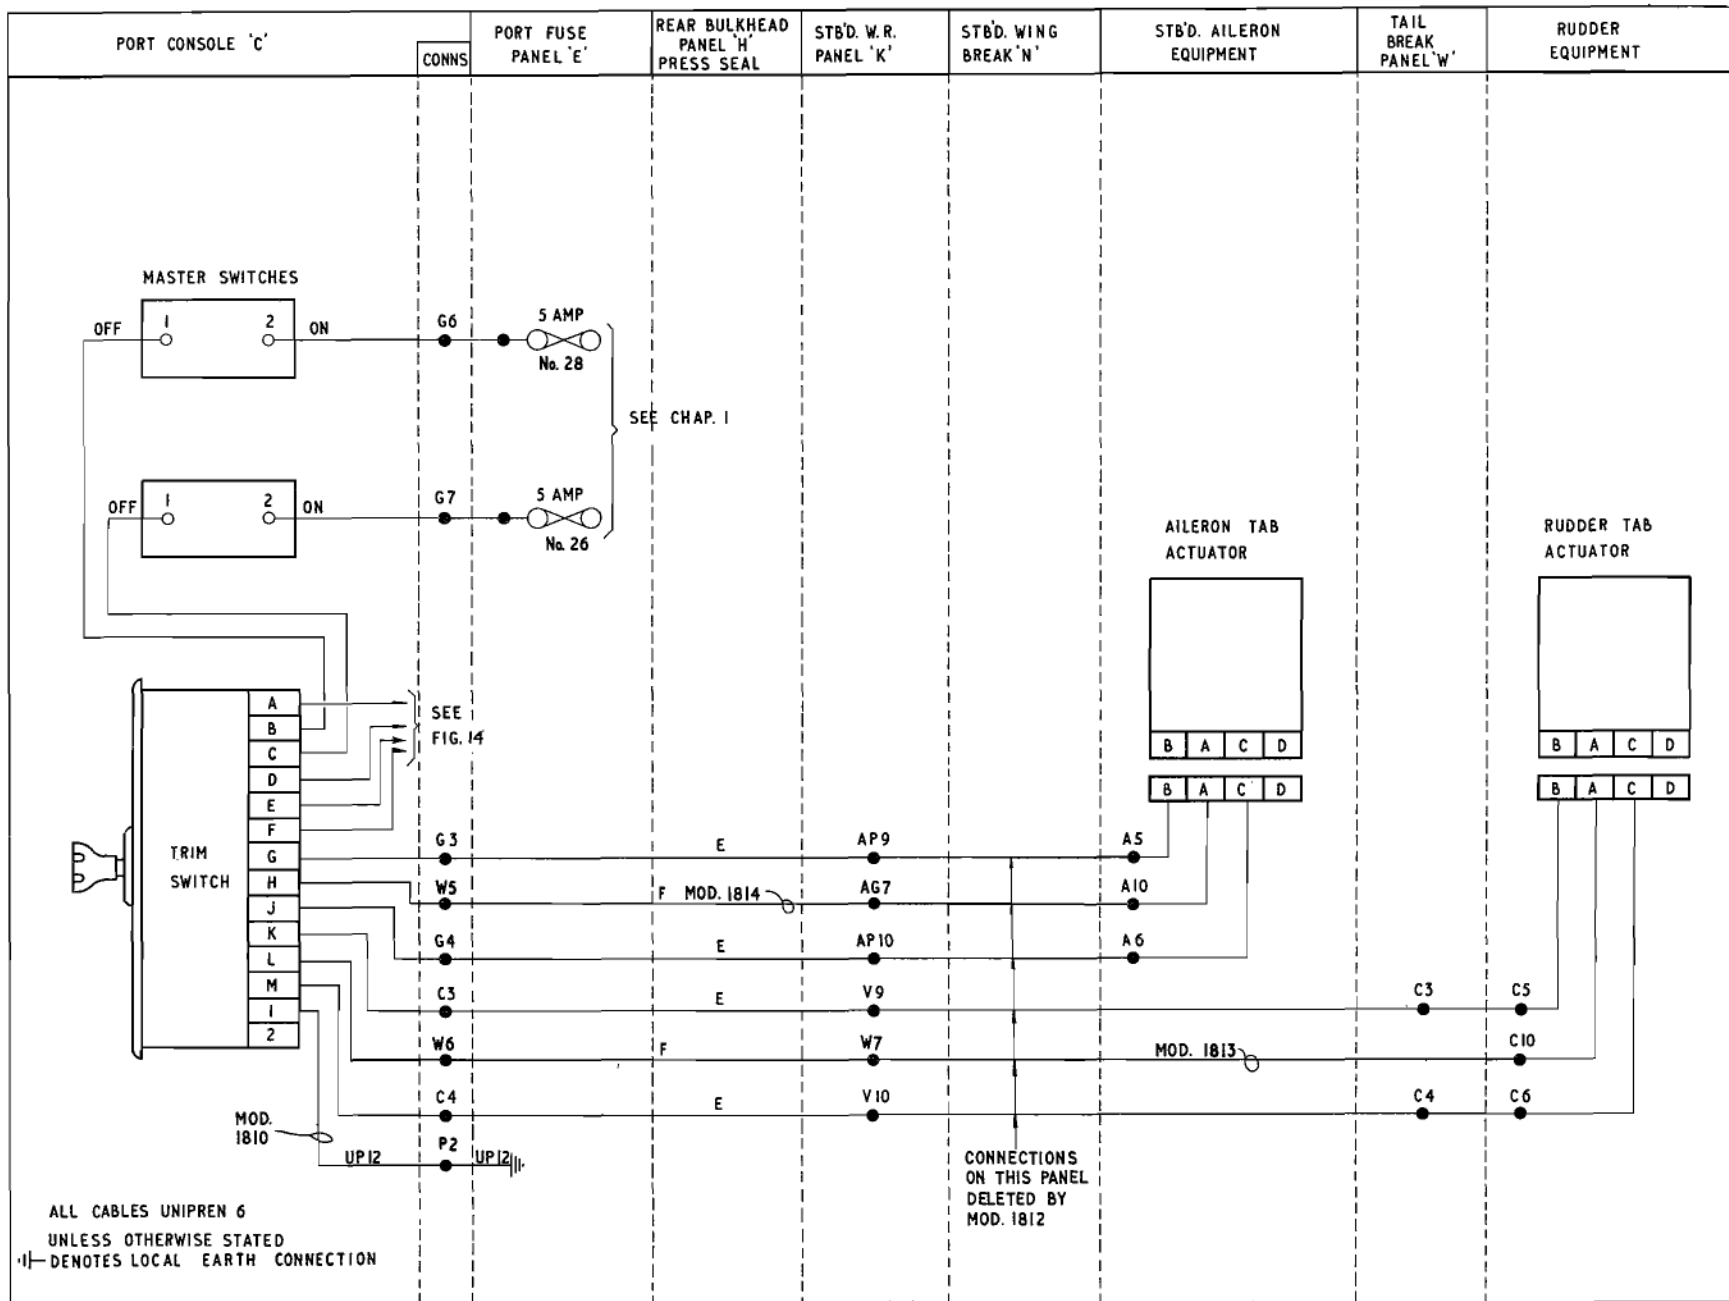 PORT CONSOLE 'C'
CONNS
PORT FUSE
PANEL 'E'
REAR BULKHEAD
PANEL 'H'
PRESS SEAL
STB'D. W.R.
PANEL 'K'
STB'D. WING
BREAK 'N'
STB'D. AILERON
EQUIPMENT
TAIL
BREAK
PANEL 'W'
RUDDER
EQUIPMENT
MASTER SWITCHES
OFF 1 2 ON G6
5 AMP
No. 28
SEE CHAP. 1
OFF 1 2 ON G7
5 AMP
No. 26
AILERON TAB
ACTUATOR
RUDDER TAB
ACTUATOR
B A C D
B A C D
B A C D
B A C D
TRIM
SWITCH
A
B
C
D
E
F
G
H
J
K
L
M
1
2
SEE
FIG. 14
G3 E AP9 A5
W5 F MOD. 1814 AG7 A10
G4 E AP10 A6
C3 E V9 C3 C5
W6 F W7 MOD. 1813 C10
C4 E V10 C4 C6
MOD.
1810
UP12 P2 UP12
CONNECTIONS
ON THIS PANEL
DELETED BY
MOD. 1812
ALL CABLES UNIPREN 6
UNLESS OTHERWISE STATED
DENOTES LOCAL EARTH CONNECTION